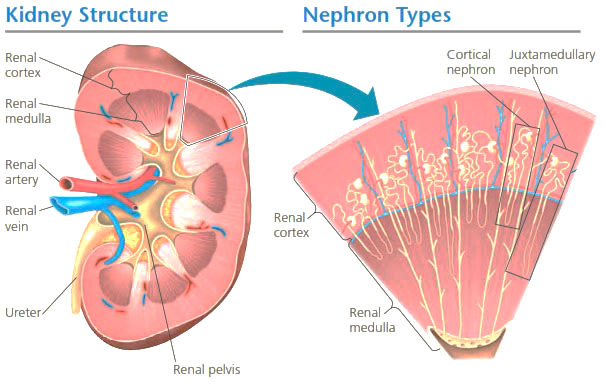 Kidney Structure
Nephron Types
Renal
cortex
Renal
medulla
Renal
artery
Renal
vein
Ureter
Renal pelvis
Cortical
nephron
Juxtamedullary
nephron
Renal
cortex
Renal
medulla